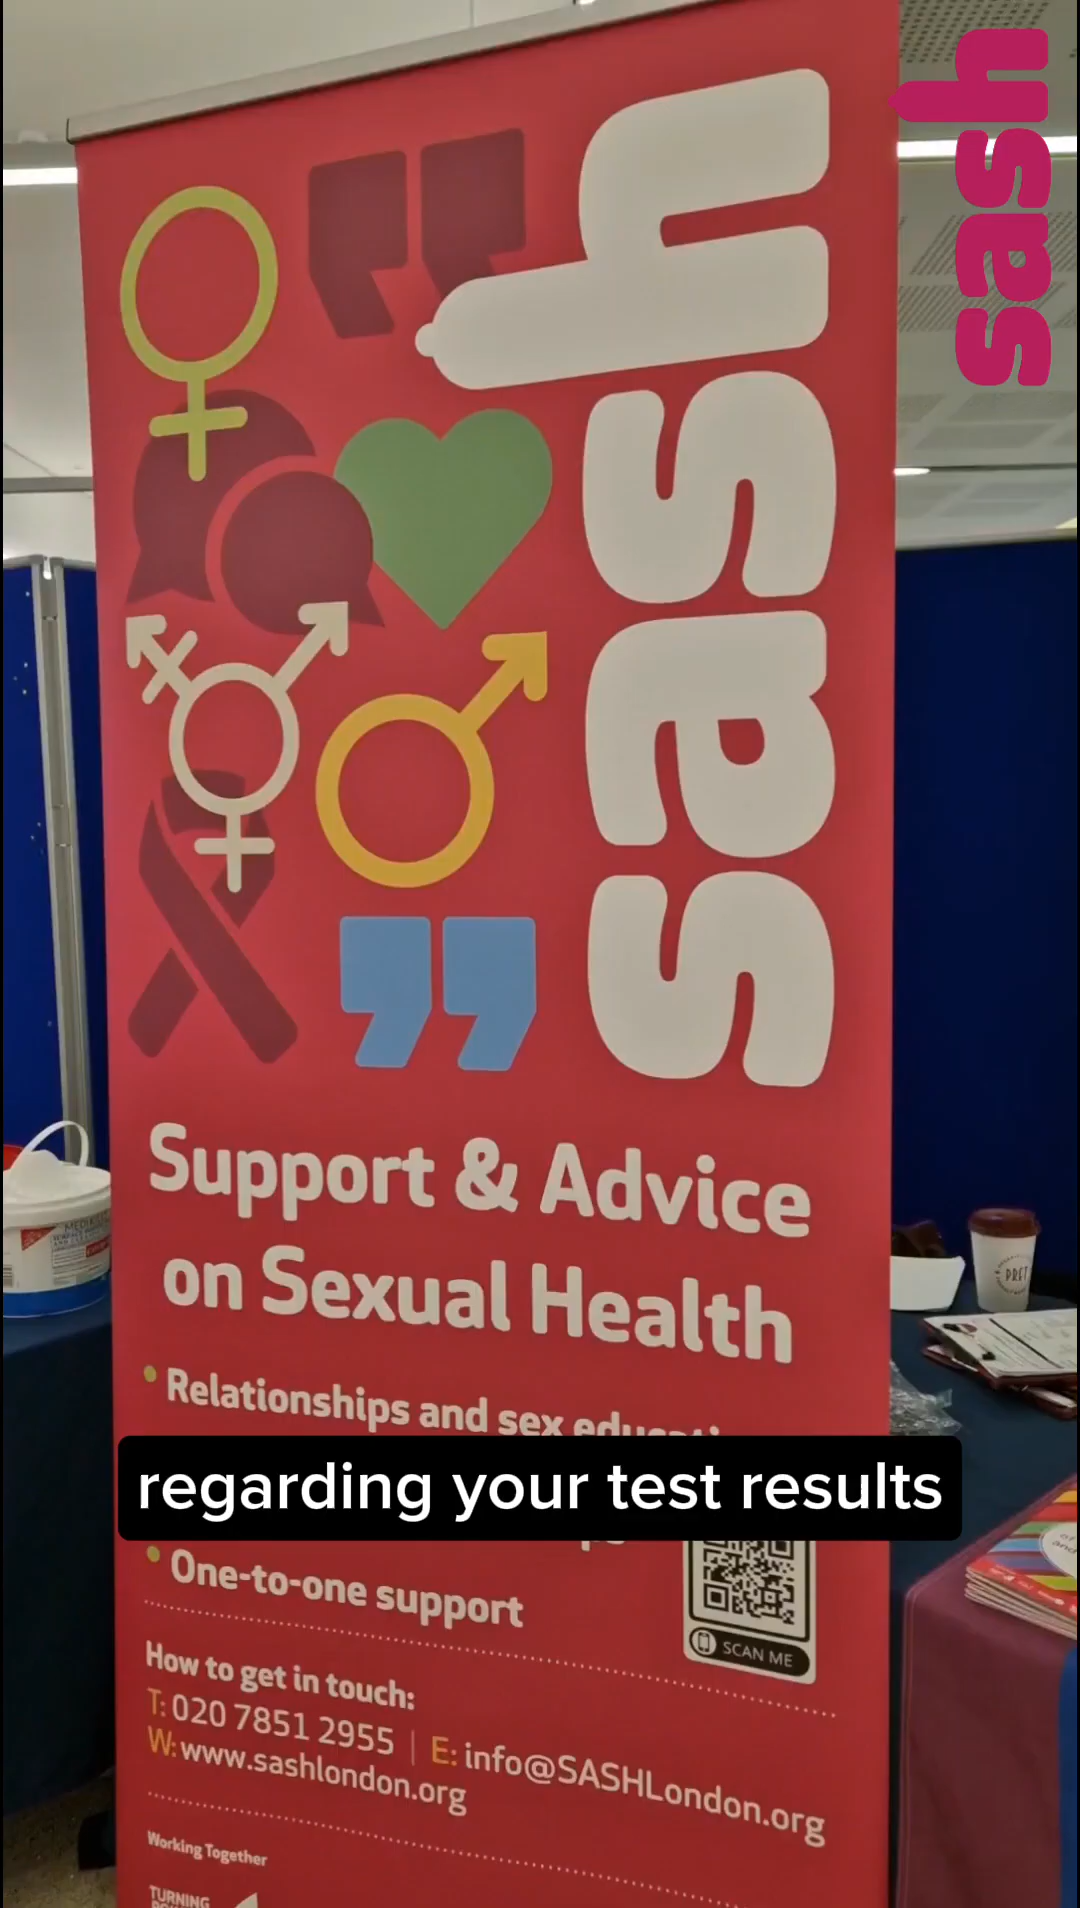 sash
sash
Support & Advice
on Sexual Health
Relationships and sex
regarding your test results
One-to-one support
SCAN ME
How to get in touch:
T: 020 7851 2955 | E: info@SASHLondon.org
W: www.sashlondon.org
Working Together
TURNING
PRET